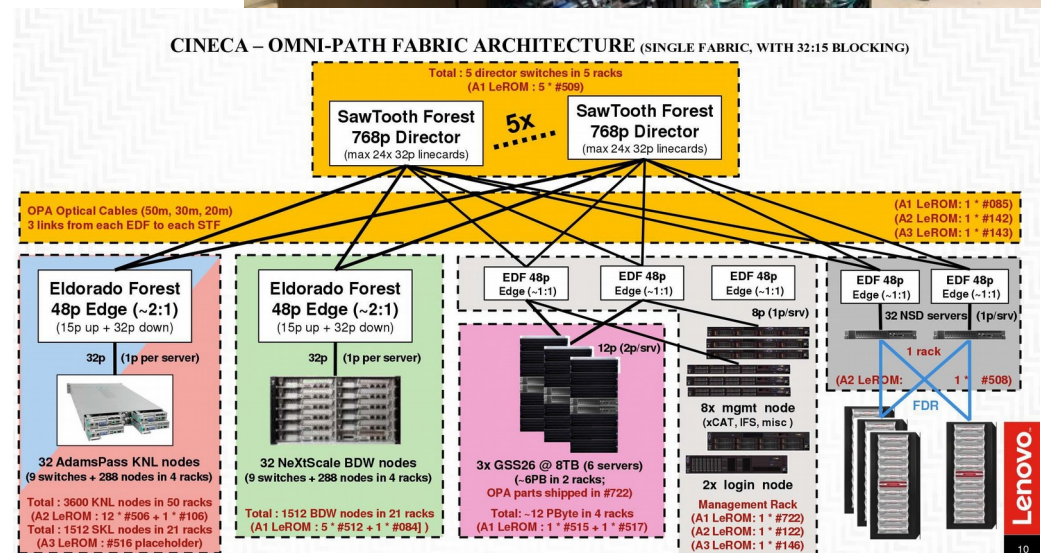 CINECA – OMNI-PATH FABRIC ARCHITECTURE (SINGLE FABRIC, WITH 32:15 BLOCKING)
Total : 5 director switches in 5 racks
(A1 LeROM : 5 * #509)
SawTooth Forest
768p Director
(max 24x 32p linecards)
5x
SawTooth Forest
768p Director
(max 24x 32p linecards)
OPA Optical Cables (50m, 30m, 20m)
3 links from each EDF to each STF
(A1 LeROM: 1 * #085)
(A2 LeROM: 1 * #142)
(A3 LeROM: 1 * #143)
Eldorado Forest
48p Edge (~2:1)
(15p up + 32p down)
32p (1p per server)
32 AdamsPass KNL nodes
(9 switches + 288 nodes in 4 racks)
Total : 3600 KNL nodes in 50 racks
(A2 LeROM : 12 * #506 + 1 * #106)
Total : 1512 SKL nodes in 21 racks
(A3 LeROM : #516 placeholder)
Eldorado Forest
48p Edge (~2:1)
(15p up + 32p down)
32p (1p per server)
32 NeXtScale BDW nodes
(9 switches + 288 nodes in 4 racks)
Total : 1512 BDW nodes in 21 racks
(A1 LeROM : 5 * #512 + 1 * #084] )
EDF 48p
Edge (~1:1)
EDF 48p
Edge (~1:1)
EDF 48p
Edge (~1:1)
12p (2p/srv)
3x GSS26 @ 8TB (6 servers)
(~6PB in 2 racks;
OPA parts shipped in #722)
Total: ~12 PByte in 4 racks
(A1 LeROM : 1 * #515 + 1 * #517)
8p (1p/srv)
8x mgmt node
(xCAT, IFS, misc )
2x login node
Management Rack
(A1 LeROM: 1 * #722)
(A2 LeROM: 1 * #122)
(A3 LeROM: 1 * #146)
EDF 48p
Edge (~1:1)
EDF 48p
Edge (~1:1)
32 NSD servers (1p/srv)
1 rack
(A2 LeROM: 1 * #508)
FDR
Lenovo
10